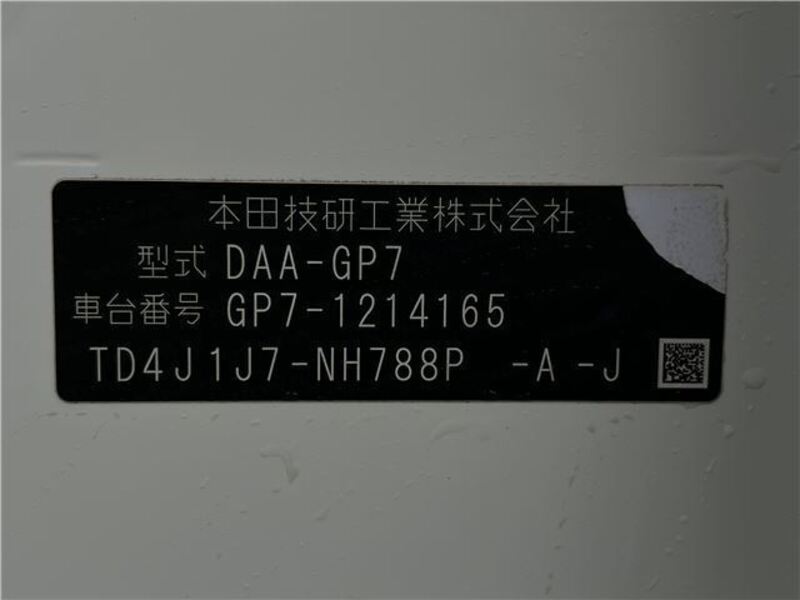 本田技研工業株式会社
型式 DAA-GP7
車台番号 GP7-1214165
TD4J1J7-NH788P -A -J